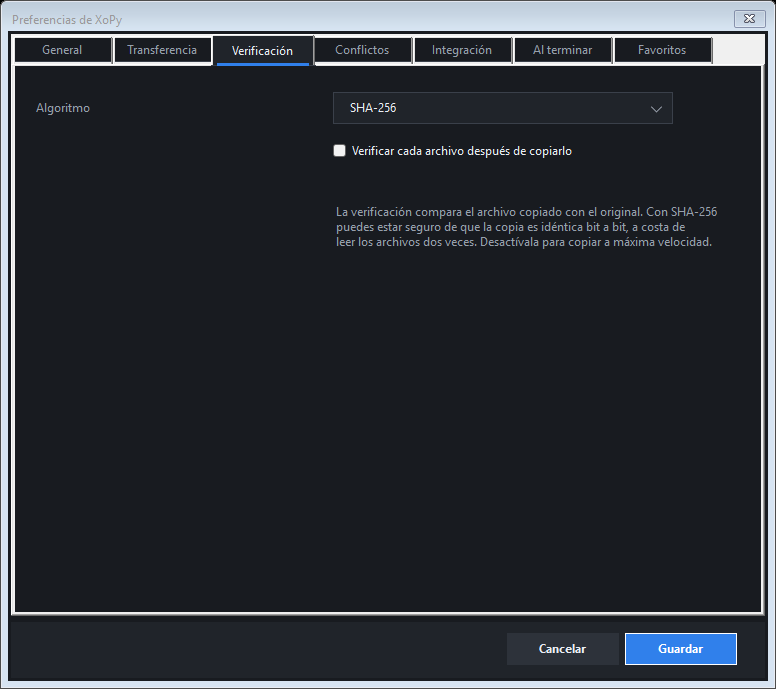 Preferencias de XoPy
General Transferencia Verificación Conflictos Integración Al terminar Favoritos
Algoritmo SHA-256
Verificar cada archivo después de copiarlo
La verificación compara el archivo copiado con el original. Con SHA-256
puedes estar seguro de que la copia es idéntica bit a bit, a costa de
leer los archivos dos veces. Desactívala para copiar a máxima velocidad.
Cancelar Guardar